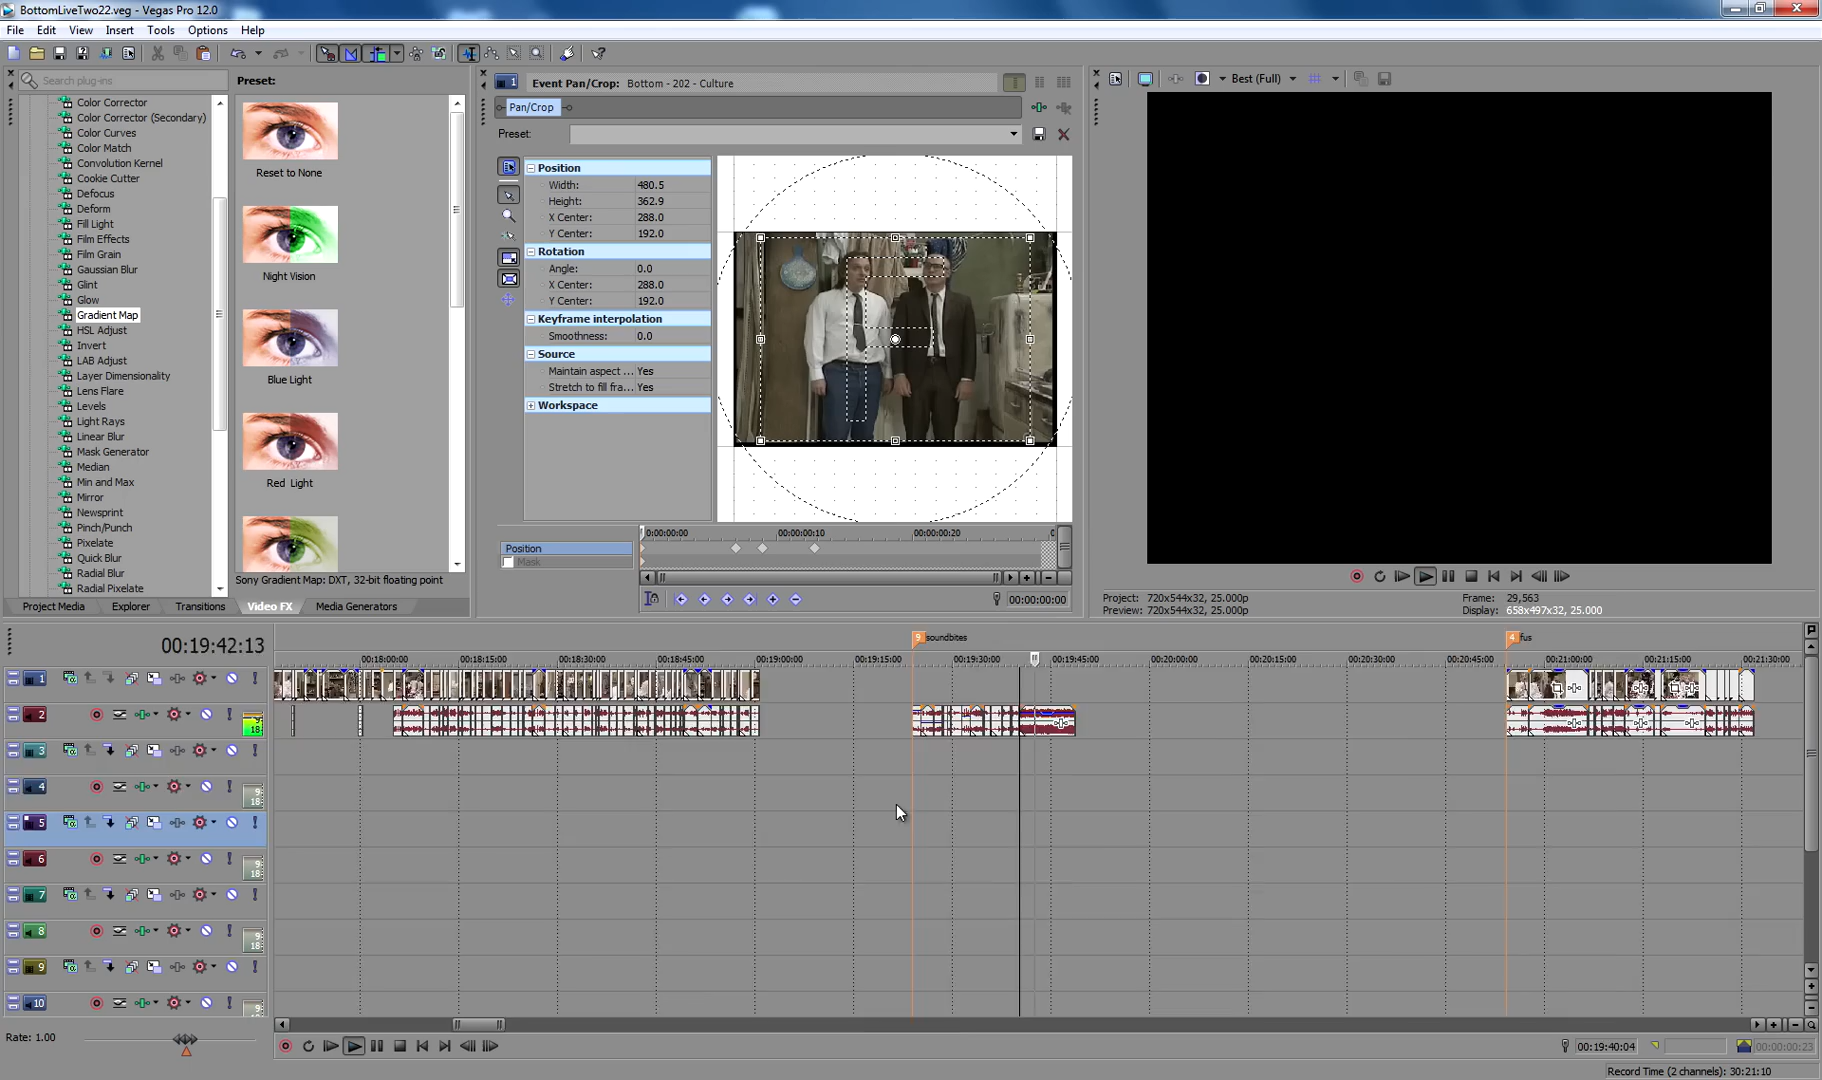 BottomLiveTwo22.veg - Vegas Pro 12.0
File Edit View Insert Tools Options Help
Search plug-ins
Color Corrector
Color Corrector (Secondary)
Color Curves
Color Match
Convolution Kernel
Cookie Cutter
Defocus
Deform
Fill Light
Film Effects
Film Grain
Gaussian Blur
Glint
Glow
Gradient Map
HSL Adjust
Invert
LAB Adjust
Layer Dimensionality
Lens Flare
Levels
Light Rays
Linear Blur
Mask Generator
Median
Min and Max
Mirror
Newsprint
Pinch/Punch
Pixelate
Quick Blur
Radial Blur
Radial Pixelate
Preset:
Reset to None
Night Vision
Blue Light
Red Light
Sony Gradient Map: DXT, 32-bit floating point
Project Media Explorer Transitions Video FX Media Generators
1 Event Pan/Crop: Bottom - 202 - Culture
Pan/Crop
Preset:
Position
Width: 480.5
Height: 362.9
X Center: 288.0
Y Center: 192.0
Rotation
Angle: 0.0
X Center: 288.0
Y Center: 192.0
Keyframe interpolation
Smoothness: 0.0
Source
Maintain aspect ... Yes
Stretch to fill fra... Yes
Workspace
0:00:00:00 00:00:00:10 00:00:00:20
Position
Mask
00:00:00:00
Best (Full)
Project: 720x544x32, 25.000p
Preview: 720x544x32, 25.000p
Frame: 29,563
Display: 658x497x32, 25.000
00:19:42:13
9 soundbites
4 fus
00:18:00:00 00:18:15:00 00:18:30:00 00:18:45:00 00:19:00:00 00:19:15:00 00:19:30:00 00:19:45:00 00:20:00:00 00:20:15:00 00:20:30:00 00:20:45:00 00:21:00:00 00:21:15:00 00:21:30:00
1
2
9
18
3
4
9
18
5
6
9
18
7
8
9
18
9
10
9
18
Rate: 1.00
00:19:40:04
00:00:00:23
Record Time (2 channels): 30:21:10